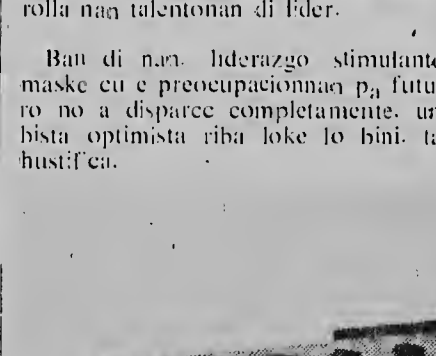 rolla nan talentonan di lider.
Bau di nan. liderazgo stimulante
maske cu e preocupacionnan pa futu
ro no a disparce completamente. un
bista optimista riba loke lo bini. ta
hustifica.